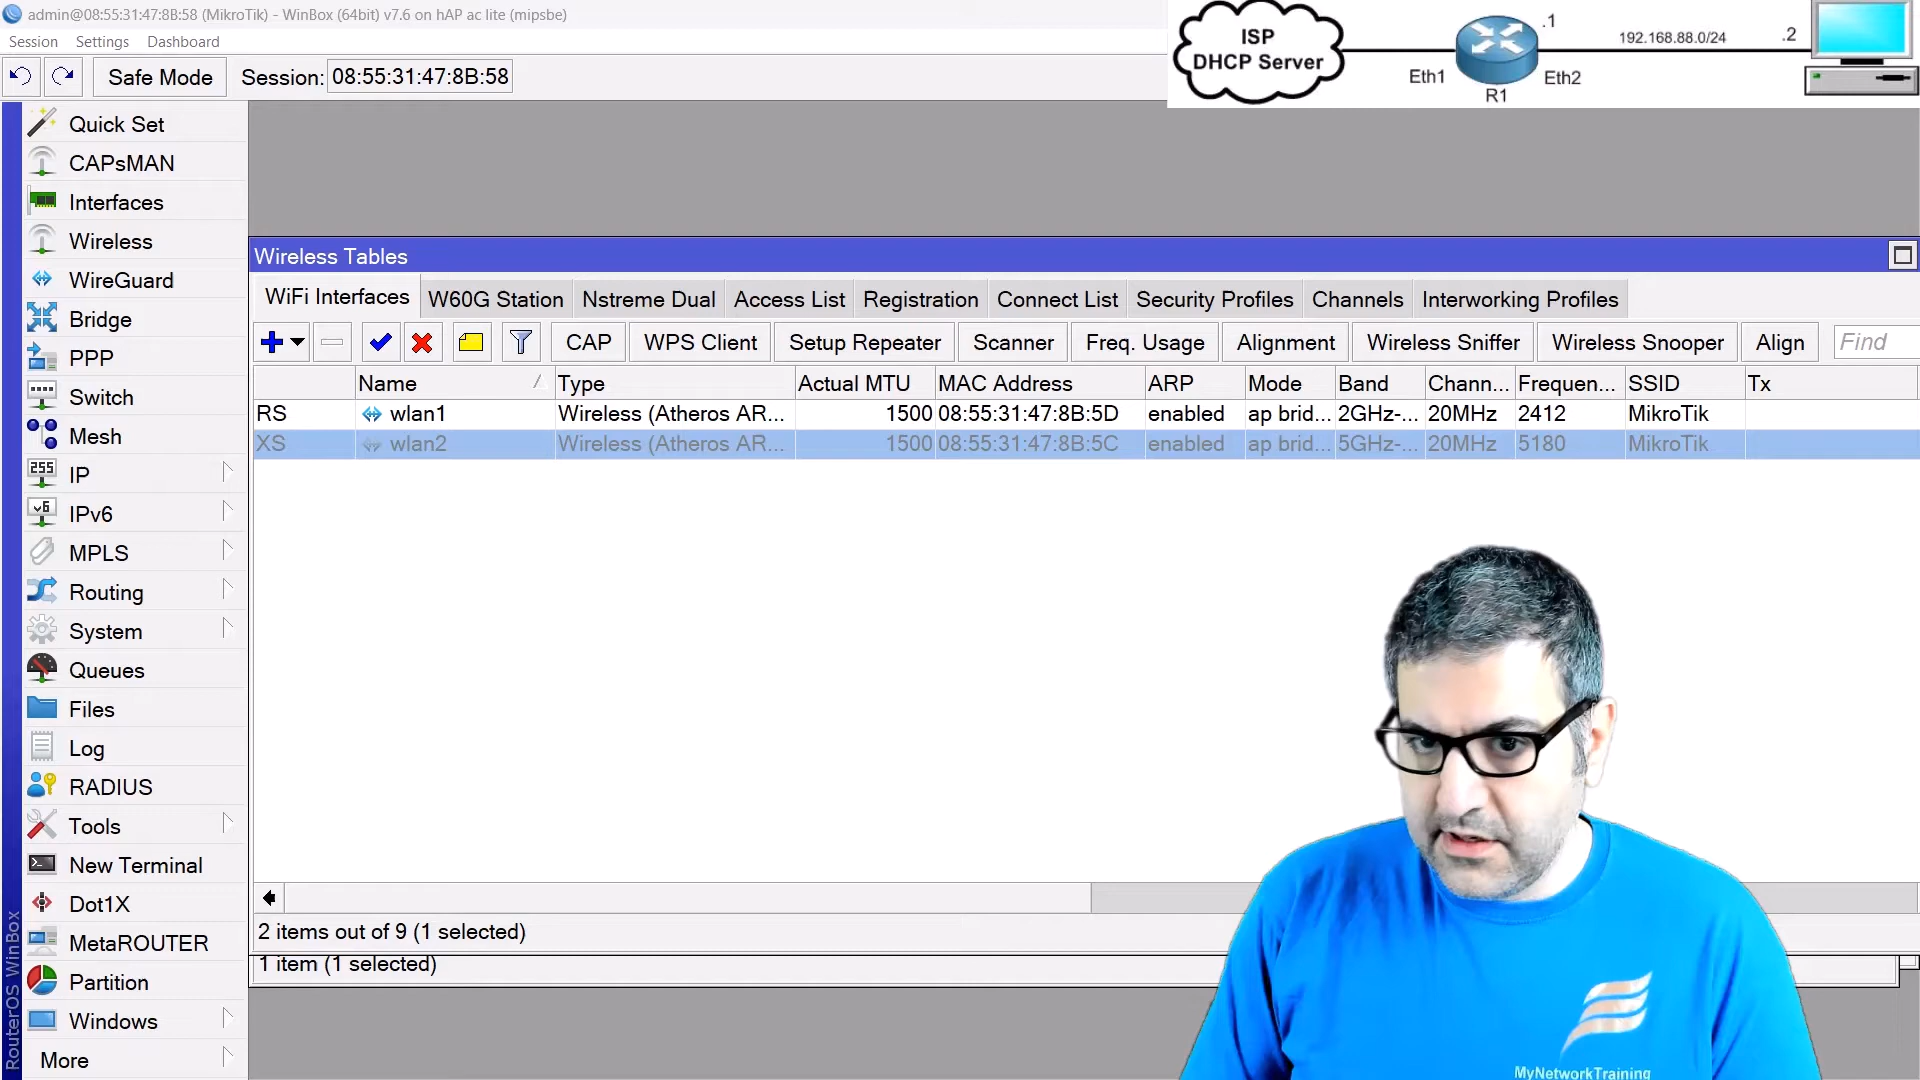 admin@08:55:31:47:8B:58 (MikroTik) - WinBox (64bit) v7.6 on hAP ac lite (mipsbe)
Session Settings Dashboard
Safe Mode Session: 08:55:31:47:8B:58
ISP
DHCP Server
Eth1
R1
.1
Eth2
192.168.88.0/24
.2
Quick Set
CAPsMAN
Interfaces
Wireless
WireGuard
Bridge
PPP
Switch
Mesh
255
IP
v6
IPv6
MPLS
Routing
System
Queues
Files
Log
RADIUS
Tools
New Terminal
Dot1X
MetaROUTER
Partition
Windows
More
RouterOS WinBox
Wireless Tables
WiFi Interfaces W60G Station Nstreme Dual Access List Registration Connect List Security Profiles Channels Interworking Profiles
CAP WPS Client Setup Repeater Scanner Freq. Usage Alignment Wireless Sniffer Wireless Snooper Align Find
Name Type Actual MTU MAC Address ARP Mode Band Chann... Frequen... SSID Tx
RS wlan1 Wireless (Atheros AR... 1500 08:55:31:47:8B:5D enabled ap brid... 2GHz-... 20MHz 2412 MikroTik
XS wlan2 Wireless (Atheros AR... 1500 08:55:31:47:8B:5C enabled ap brid... 5GHz-... 20MHz 5180 MikroTik
2 items out of 9 (1 selected)
1 item (1 selected)
MyNetworkTraining